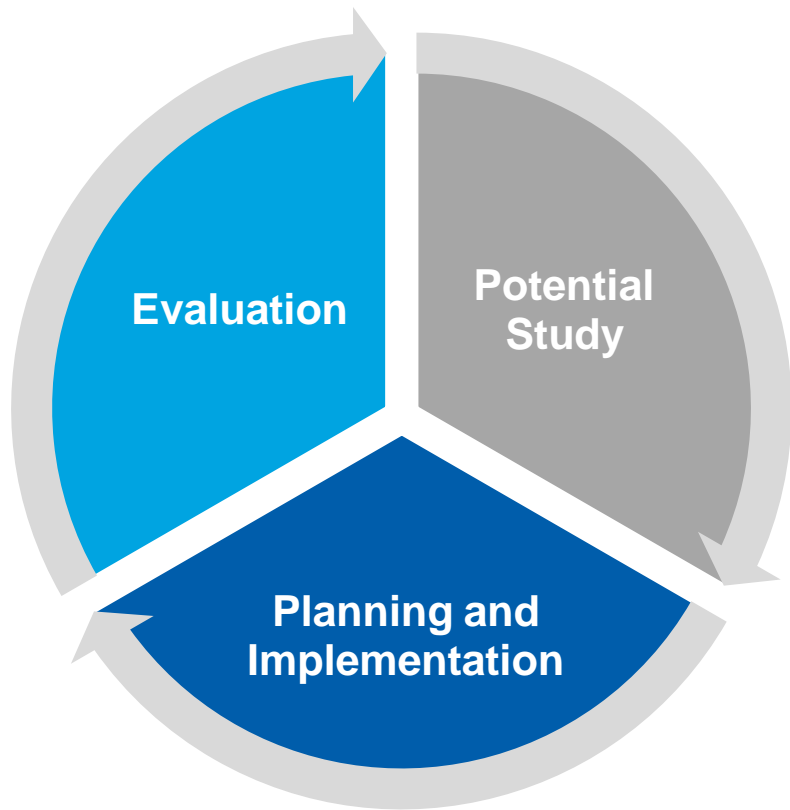 Evaluation
Potential
Study
Planning and
Implementation